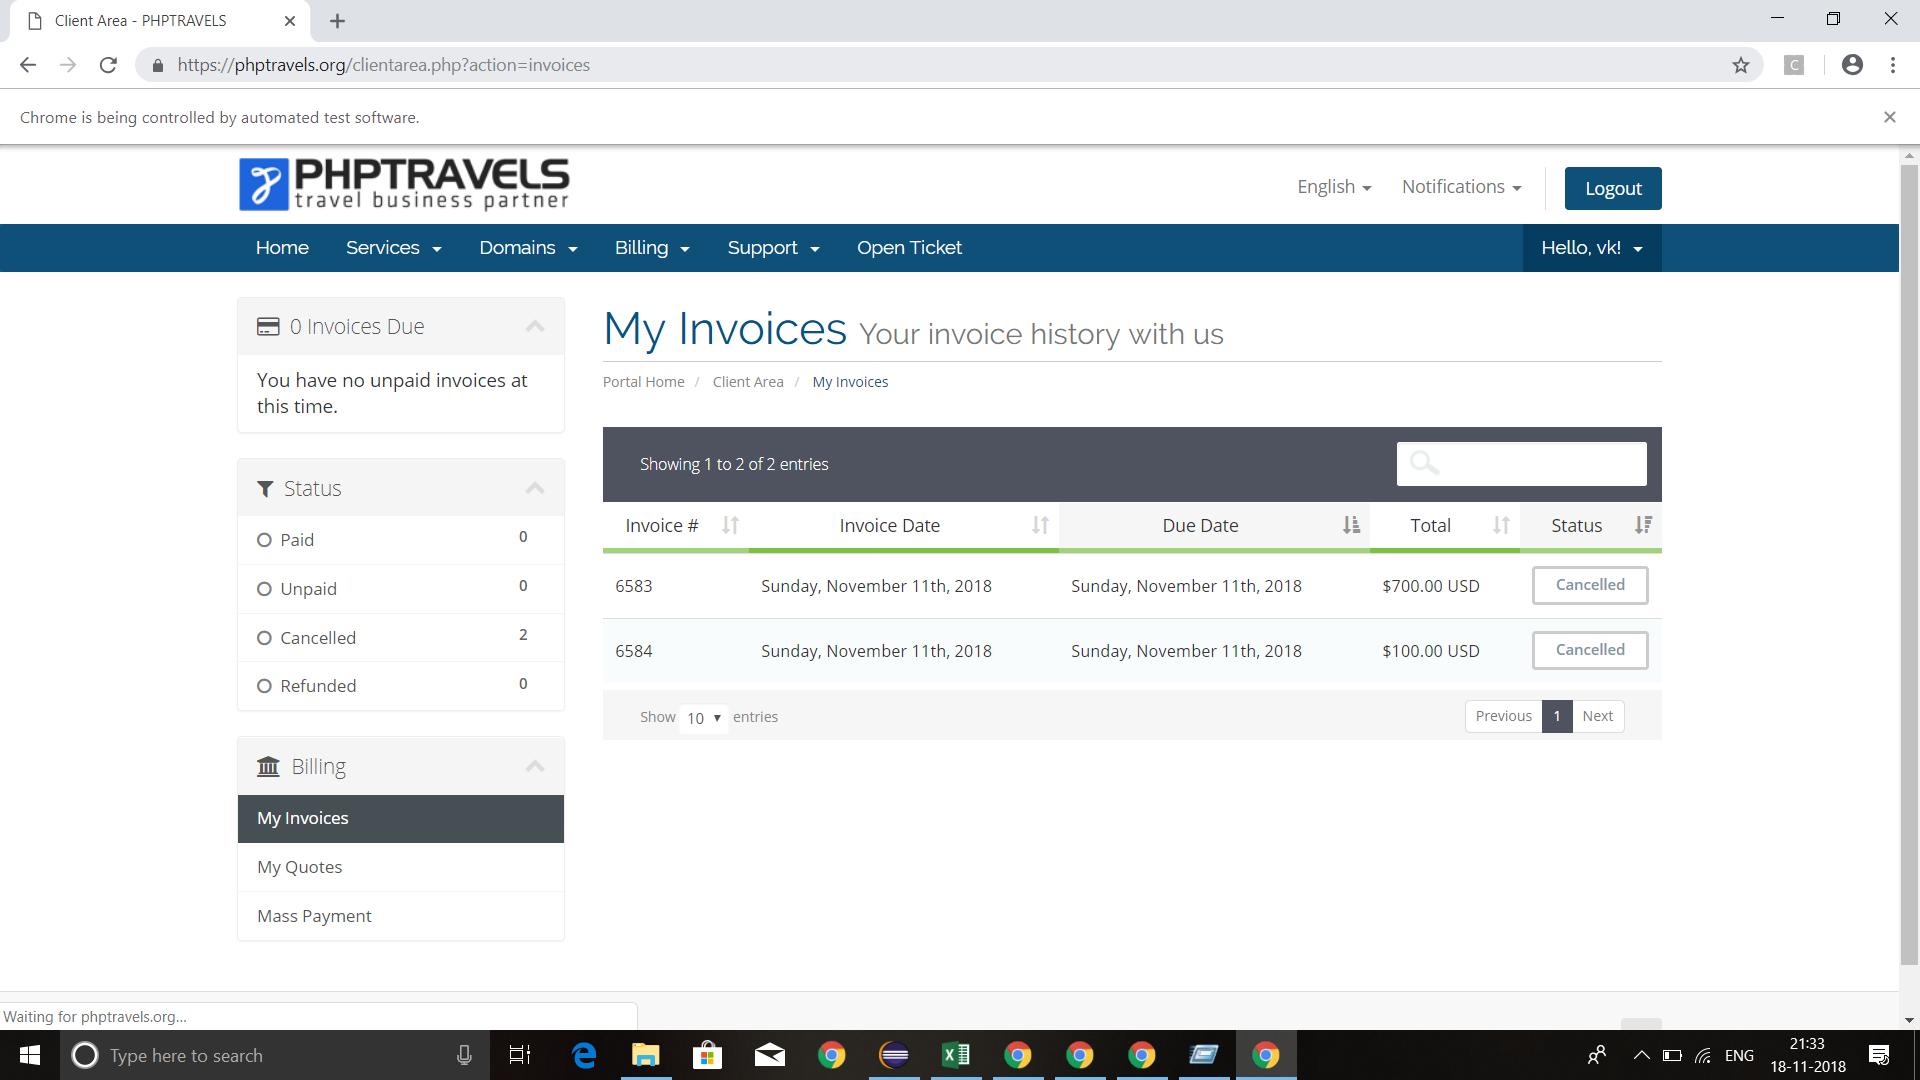 Client Area - PHPTRAVELS
https://phptravels.org/clientarea.php?action=invoices
C
Chrome is being controlled by automated test software.
PHPTRAVELS
travel business partner
English
Notifications
Logout
Home
Services
Domains
Billing
Support
Open Ticket
Hello, vk!
0 Invoices Due
You have no unpaid invoices at
this time.
Status
Paid 0
Unpaid 0
Cancelled 2
Refunded 0
Billing
My Invoices
My Quotes
Mass Payment
My Invoices Your invoice history with us
Portal Home / Client Area / My Invoices
Showing 1 to 2 of 2 entries
Invoice # Invoice Date Due Date Total Status
6583 Sunday, November 11th, 2018 Sunday, November 11th, 2018 $700.00 USD Cancelled
6584 Sunday, November 11th, 2018 Sunday, November 11th, 2018 $100.00 USD Cancelled
Show 10 entries
Previous 1 Next
Waiting for phptravels.org...
Type here to search
ENG
21:33
18-11-2018